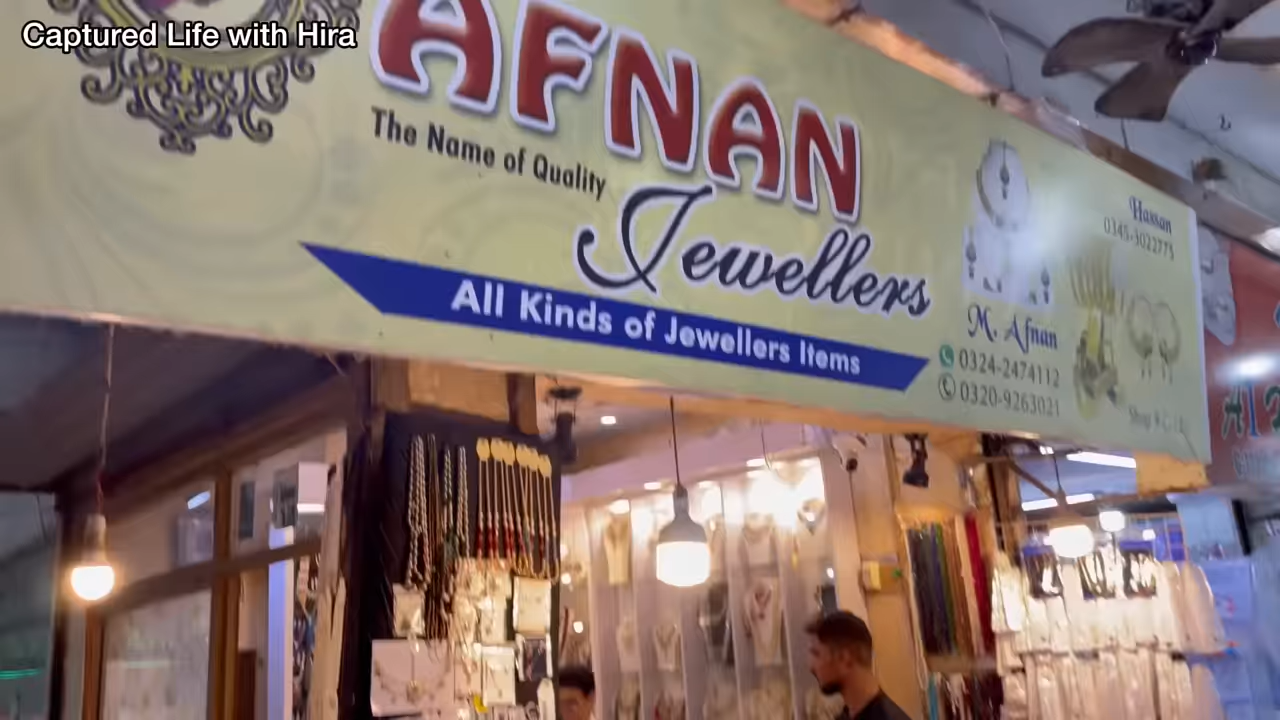 Captured Life with Hira
AFNAN
The Name of Quality
Jewellers
All Kinds of Jewellers Items
Hassan
0345-3022775
M. Afnan
0324-2474112
0320-9263021